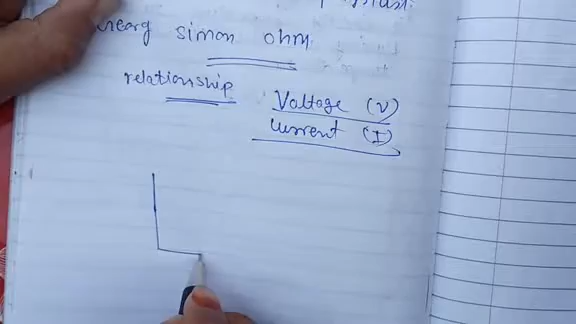 simon ohm
relationship
Voltage (V)
current (I)